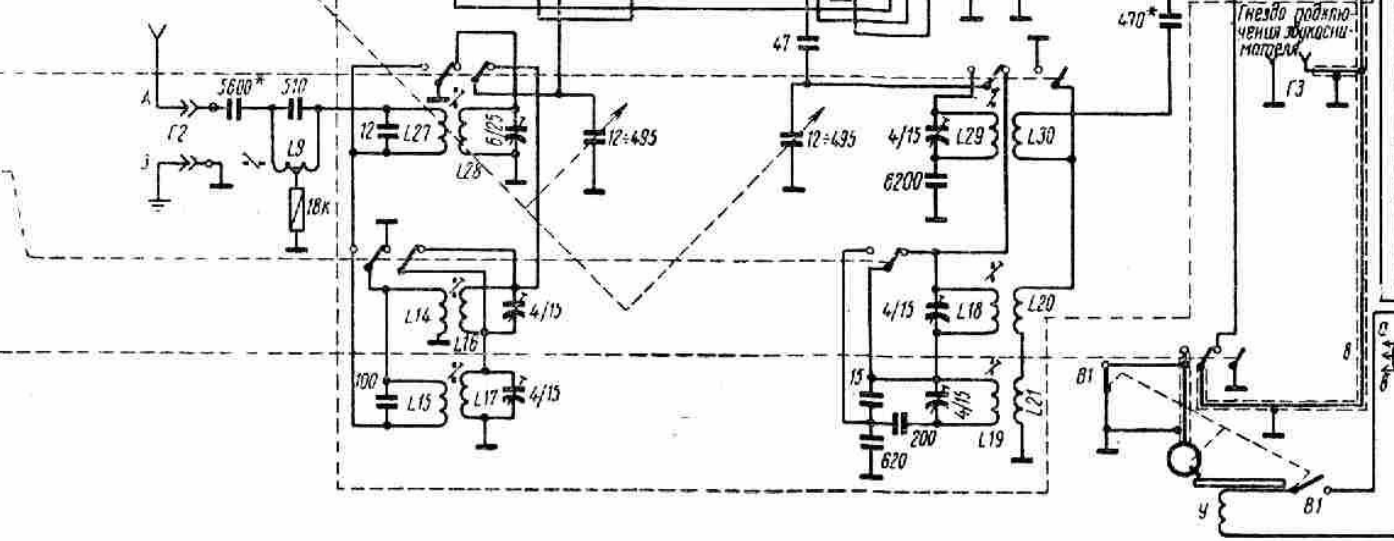 470*
Гнездо подклю-
чения звукосни-
мателя
47
5600*
510
А
Г2
Г3
12
L27
6/25
12÷495
12÷495
4/15
L29
L30
L9
З
L28
6200
18к
L14
L16
4/15
4/15
L18
L20
100
L15
L17
4/15
15
4/15
L21
200
L19
620
В1
В1
У
8